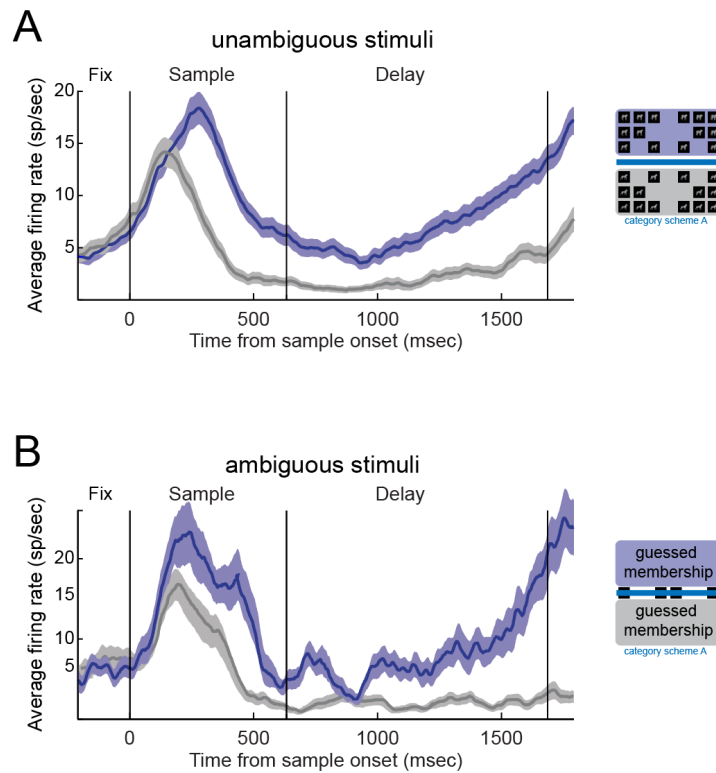 A
unambiguous stimuli
Fix
Sample
Delay
Average firing rate (sp/sec)
20
15
10
5
0
500
1000
1500
Time from sample onset (msec)
category scheme A
B
ambiguous stimuli
Fix
Sample
Delay
Average firing rate (sp/sec)
20
15
10
5
0
500
1000
1500
Time from sample onset (msec)
guessed
membership
guessed
membership
category scheme A